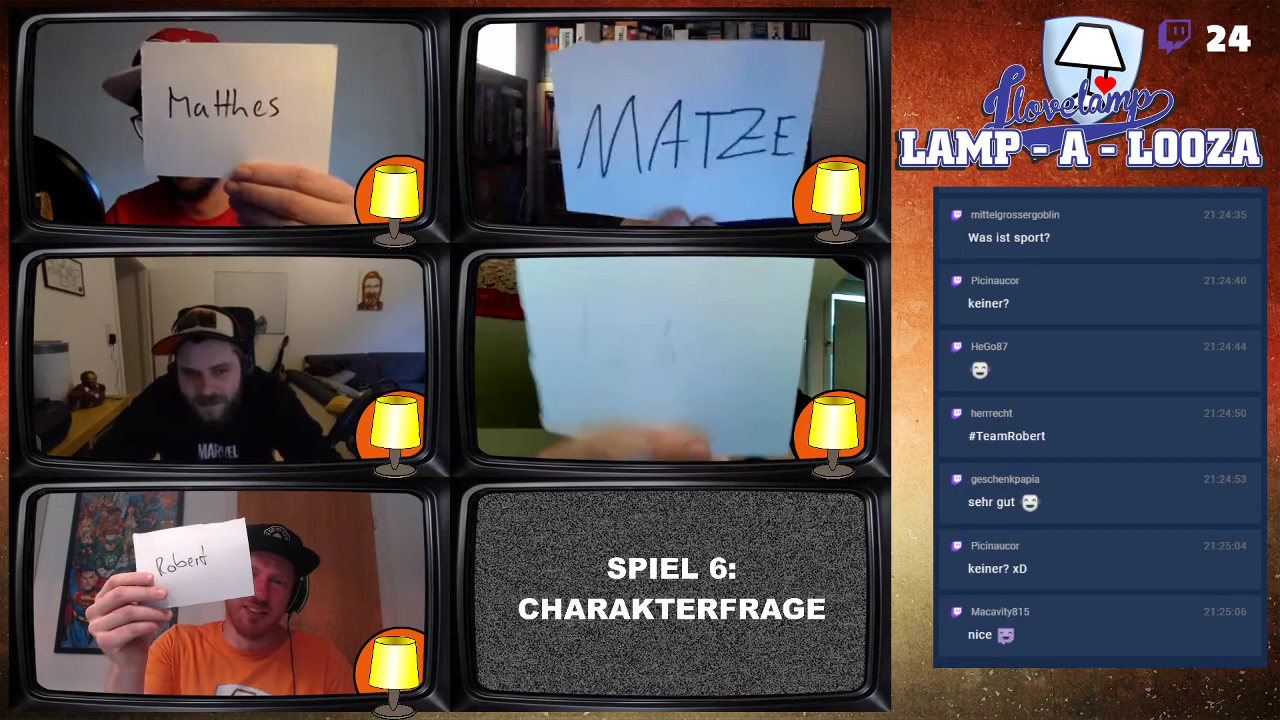 Matthes
MATZE
MARVEL
Robert
SPIEL 6:
CHARAKTERFRAGE
24
Ilovelamp
LAMP - A - LOOZA
mittelgrossergoblin 21:24:35
Was ist sport?
Picinaucor 21:24:40
keiner?
HeGo87 21:24:44
herrrecht 21:24:50
#TeamRobert
geschenkpapia 21:24:53
sehr gut
Picinaucor 21:25:04
keiner? xD
Macavity815 21:25:06
nice